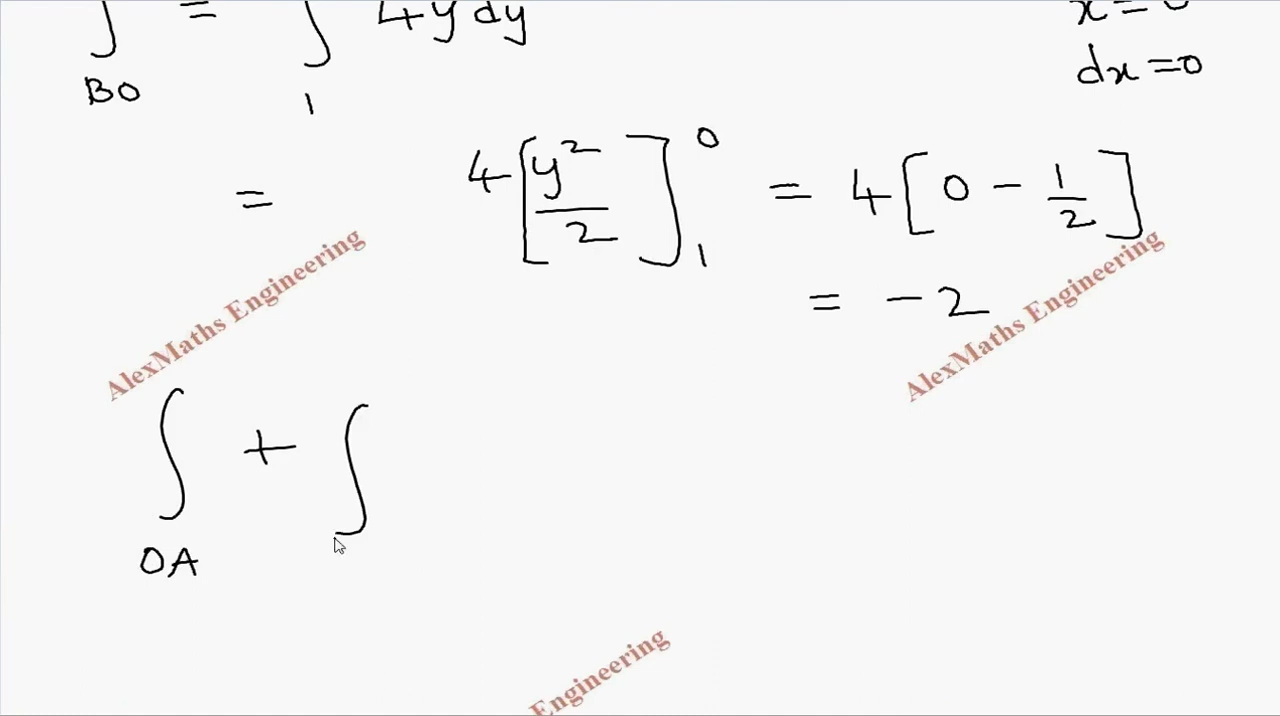 ∫ = ∫ 4y dy x = 0
BO 1 dx = 0
= 4[y²/2]₁⁰ = 4[0 - 1/2]
= -2
AlexMaths Engineering
AlexMaths Engineering
∫ + ∫
OA
Engineering